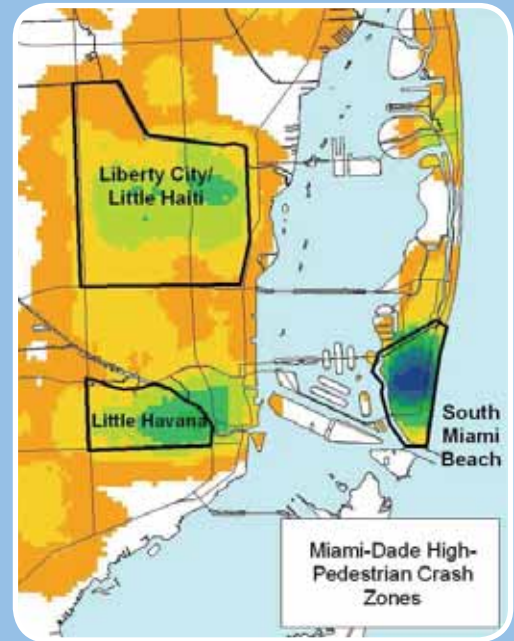 Liberty City/
Little Haiti
Little Havana
South
Miami
Beach
Miami-Dade High-
Pedestrian Crash
Zones